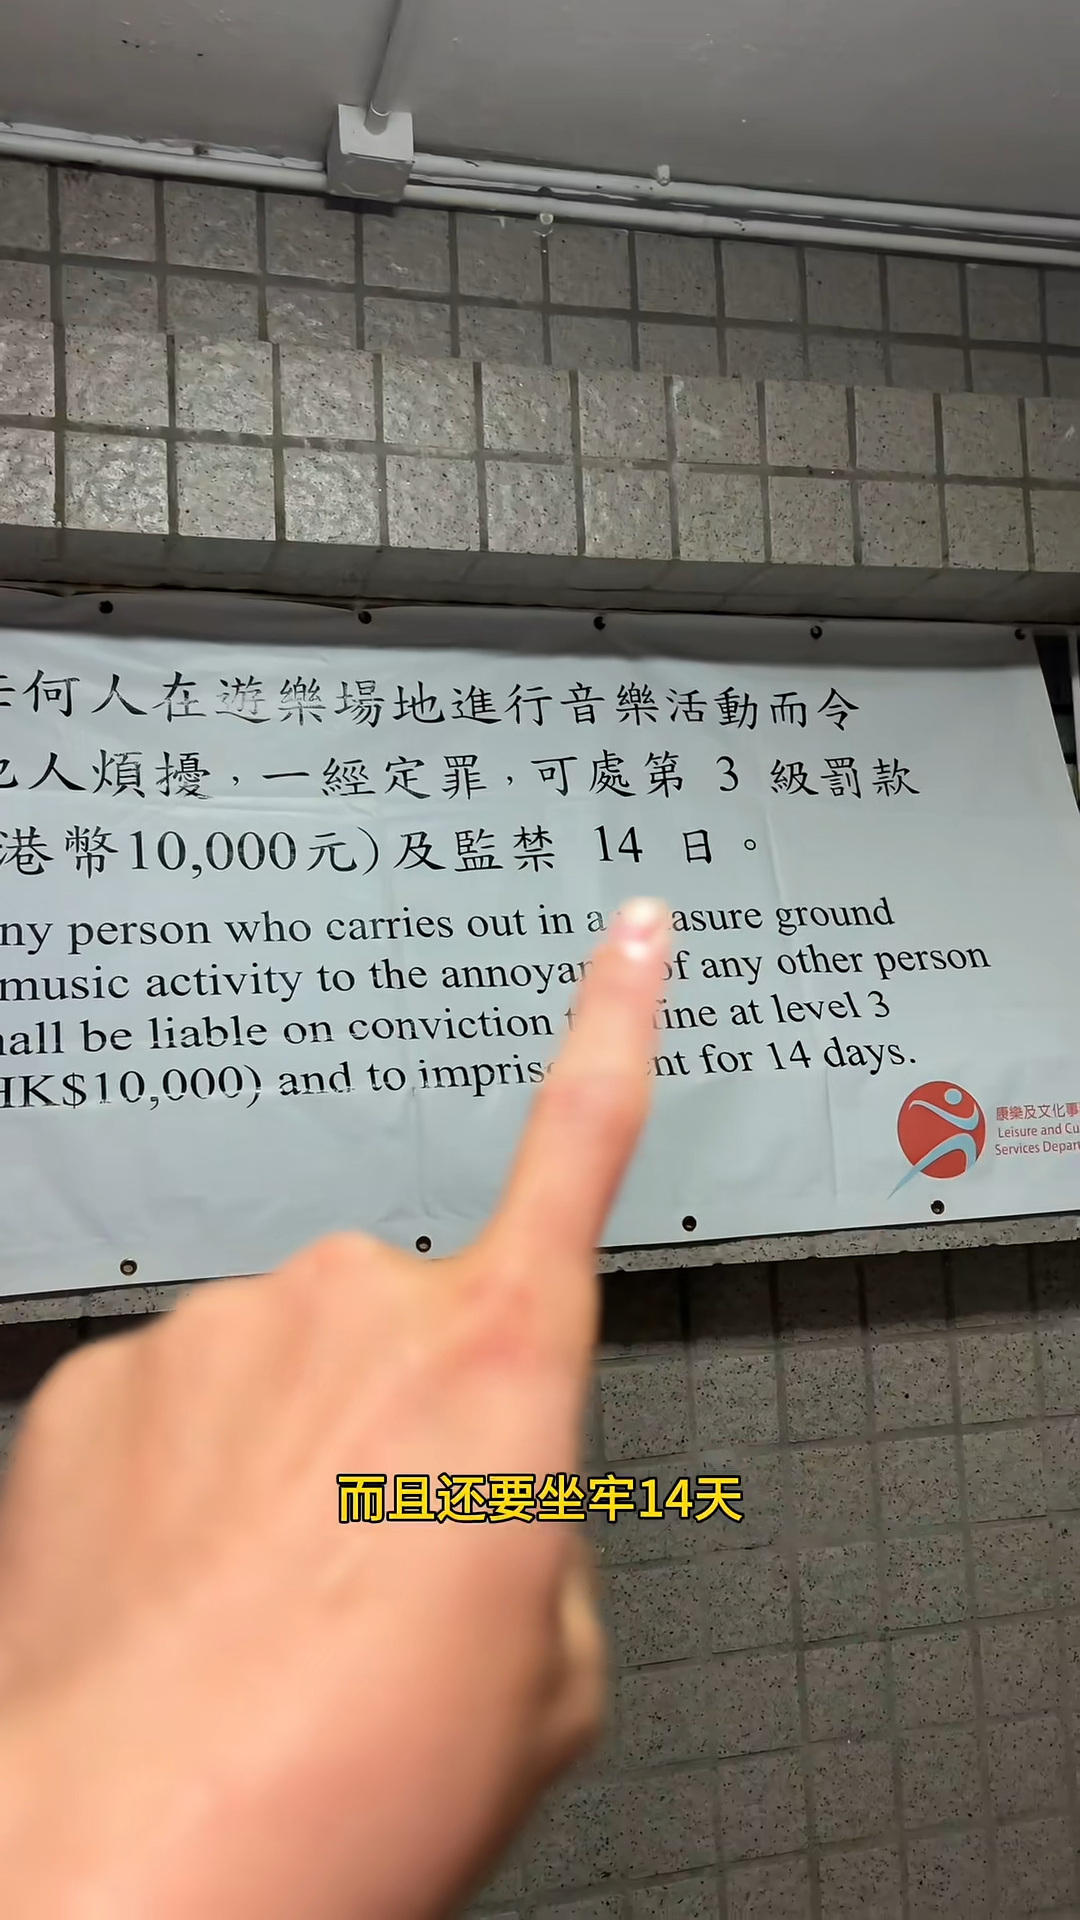 何人在遊樂場地進行音樂活動而令
人煩擾，一經定罪，可處第 3 級罰款
港幣10,000元)及監禁 14 日。
ny person who carries out in a asure ground
music activity to the annoyan of any other person
hall be liable on conviction t fine at level 3
HK$10,000) and to impris ent for 14 days.
康樂及文化事
Leisure and Cu
Services Depar
而且还要坐牢14天